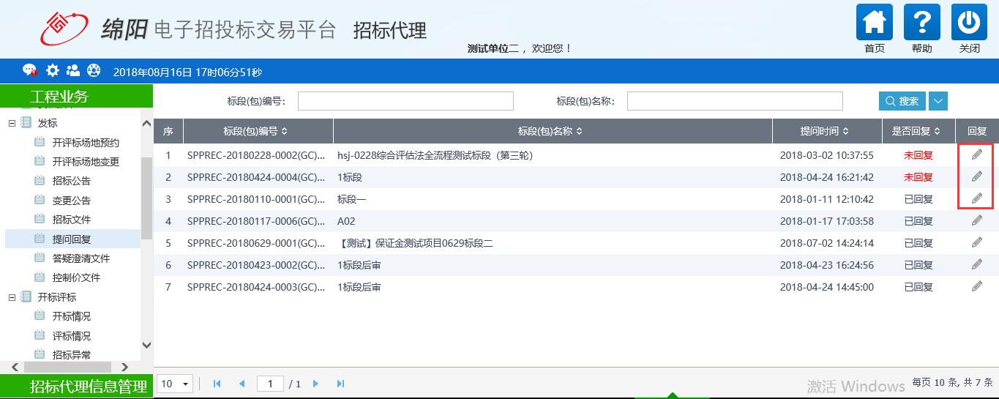 绵阳 电子招投标交易平台 招标代理
测试单位二 ，欢迎您！
首页 帮助 关闭
2018年08月16日 17时06分51秒
工程业务
发标
开评标场地预约
开评标场地变更
招标公告
变更公告
招标文件
提问回复
答疑澄清文件
控制价文件
开标评标
开标情况
评标情况
招标异常
招标代理信息管理
标段(包)编号: 标段(包)名称: 搜索
序 标段(包)编号 标段(包)名称 提问时间 是否回复 回复
1 SPPREC-20180228-0002(GC)... hsj-0228综合评估法全流程测试标段（第三轮） 2018-03-02 10:37:55 未回复
2 SPPREC-20180424-0004(GC)... 1标段 2018-04-24 16:21:42 未回复
3 SPPREC-20180110-0001(GC)... 标段一 2018-01-11 12:10:42 已回复
4 SPPREC-20180117-0006(GC)... A02 2018-01-17 17:03:58 已回复
5 SPPREC-20180629-0001(GC)... 【测试】保证金测试项目0629标段二 2018-07-02 14:24:14 已回复
6 SPPREC-20180423-0002(GC)... 1标段后审 2018-04-23 16:24:56 已回复
7 SPPREC-20180424-0003(GC)... 1标段后审 2018-04-24 14:45:00 已回复
10 1 / 1 激活 Windows 每页 10 条, 共 7 条